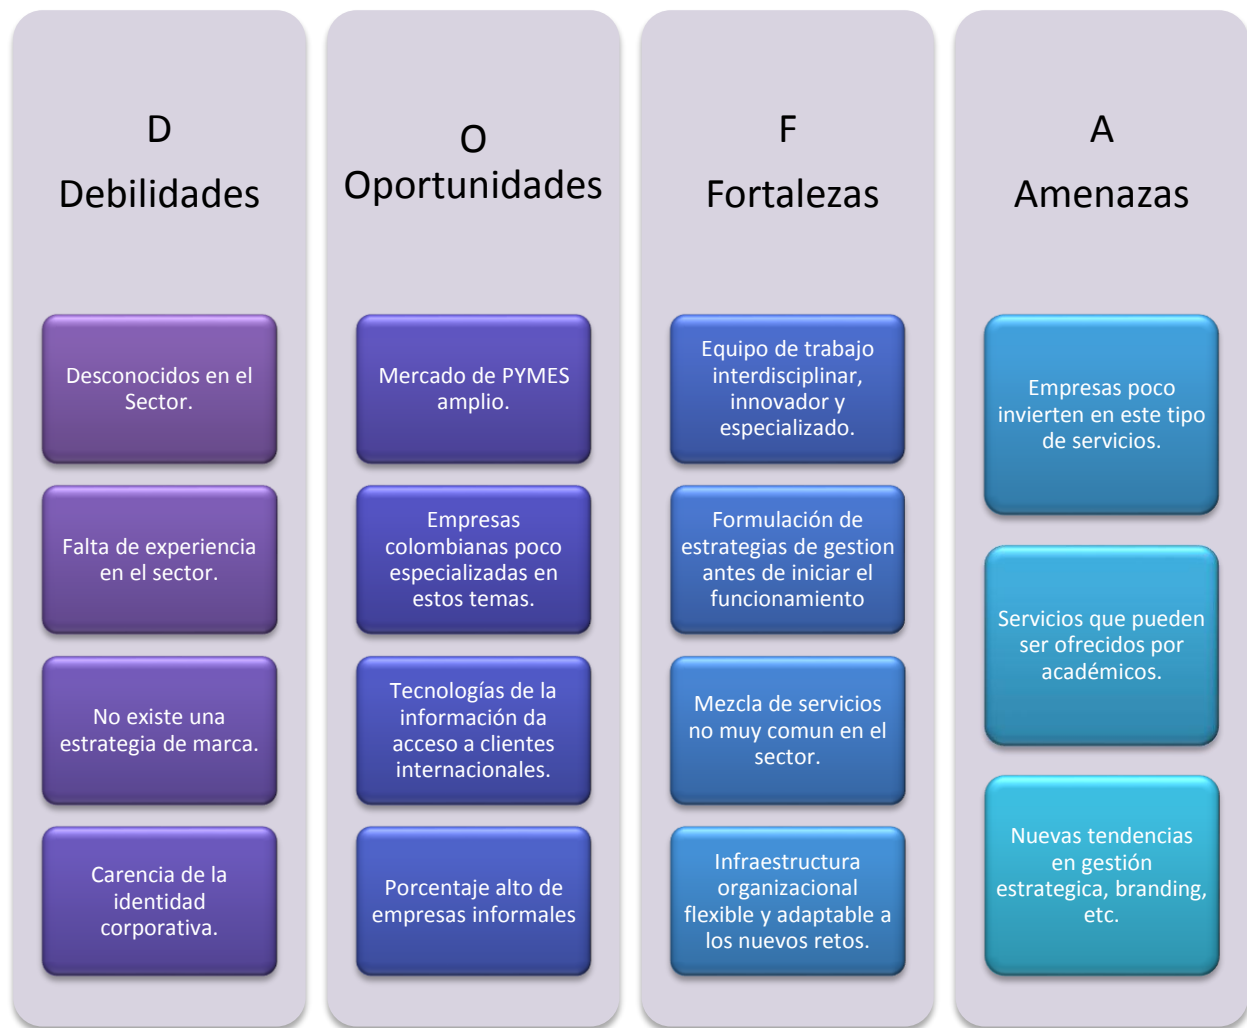 D
Debilidades
Desconocidos en el
Sector.
Falta de experiencia
en el sector.
No existe una
estrategia de marca.
Carencia de la
identidad
corporativa.
O
Oportunidades
Mercado de PYMES
amplio.
Empresas
colombianas poco
especializadas en
estos temas.
Tecnologías de la
información da
acceso a clientes
internacionales.
Porcentaje alto de
empresas informales
F
Fortalezas
Equipo de trabajo
interdisciplinar,
innovador y
especializado.
Formulación de
estrategias de gestion
antes de iniciar el
funcionamiento
Mezcla de servicios
no muy comun en el
sector.
Infraestructura
organizacional
flexible y adaptable a
los nuevos retos.
A
Amenazas
Empresas poco
invierten en este tipo
de servicios.
Servicios que pueden
ser ofrecidos por
académicos.
Nuevas tendencias
en gestión
estrategica, branding,
etc.